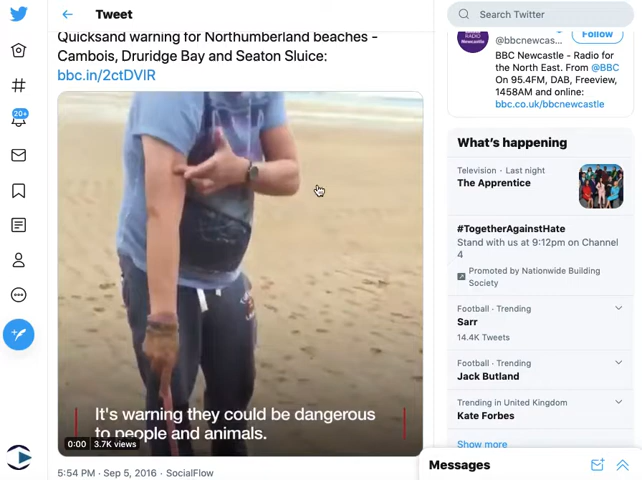 Tweet
Search Twitter
Quicksand warning for Northumberland beaches -
Cambois, Druridge Bay and Seaton Sluice:
bbc.in/2ctDVIR
It's warning they could be dangerous
to people and animals.
0:00 3.7K views
5:54 PM · Sep 5, 2016 · SocialFlow
20+
NEWCASTLE
@bbcnewcas...
Follow
BBC Newcastle - Radio for
the North East. From @BBC
On 95.4FM, DAB, Freeview,
1458AM and online:
bbc.co.uk/bbcnewcastle
What's happening
Television · Last night
The Apprentice
#TogetherAgainstHate
Stand with us at 9:12pm on Channel
4
Promoted by Nationwide Building
Society
Football · Trending
Sarr
14.4K Tweets
Football · Trending
Jack Butland
Trending in United Kingdom
Kate Forbes
Show more
Messages